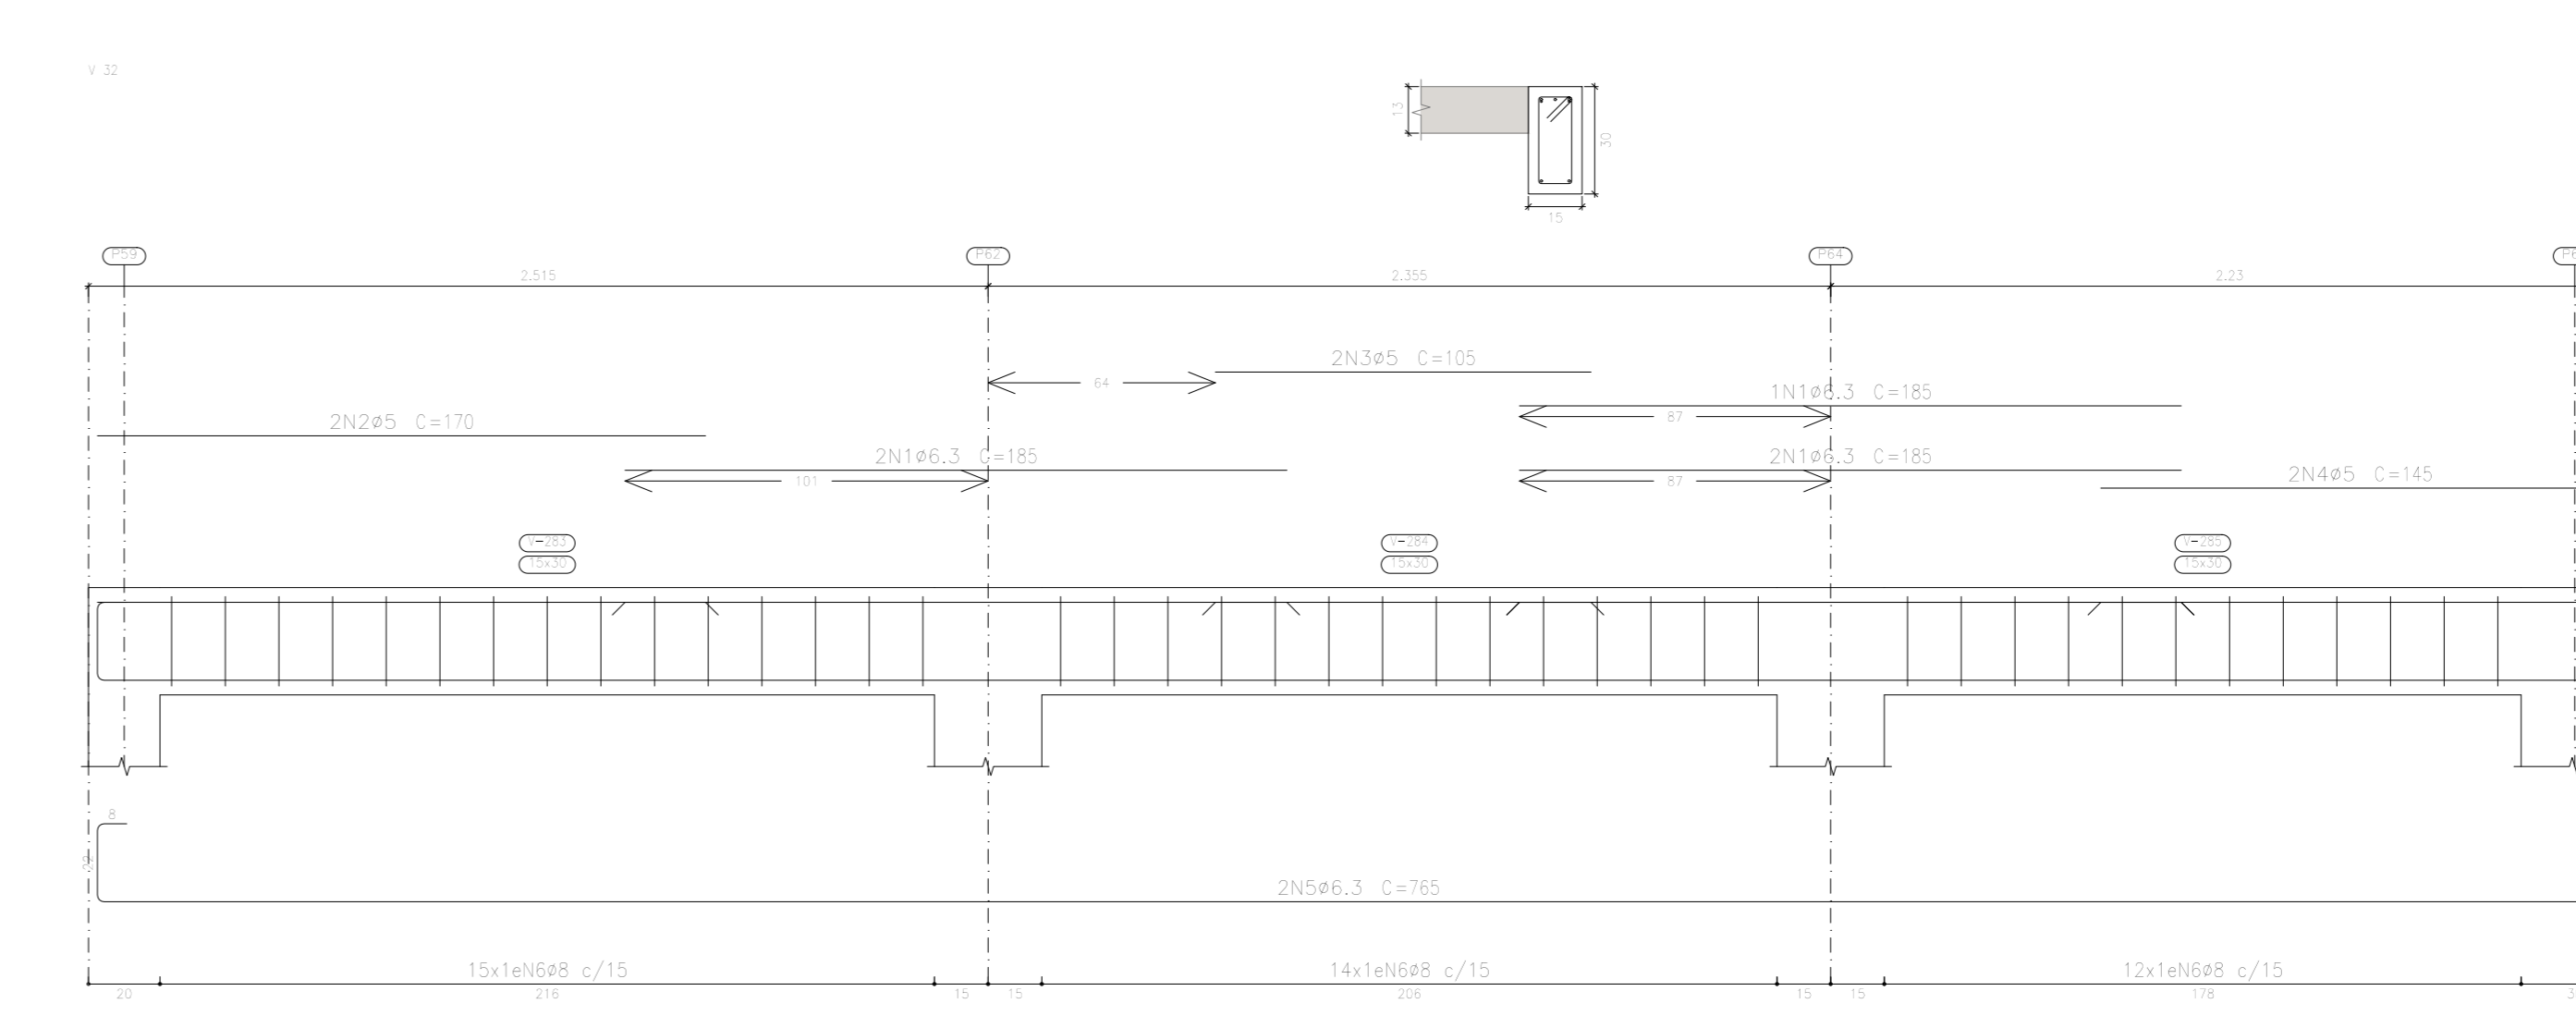 V 32
13
30
15
P59
P62
P64
2.515
2.355
2.23
2N3ø5 C=105
64
1N1ø6.3 C=185
87
2N2ø5 C=170
2N1ø6.3 C=185
2N1ø6.3 C=185
101
87
2N4ø5 C=145
V-283
V-284
V-285
15x30
15x30
15x30
8
22
2N5ø6.3 C=765
15x1eN6ø8 c/15
14x1eN6ø8 c/15
12x1eN6ø8 c/15
20
216
15
15
206
15
15
178